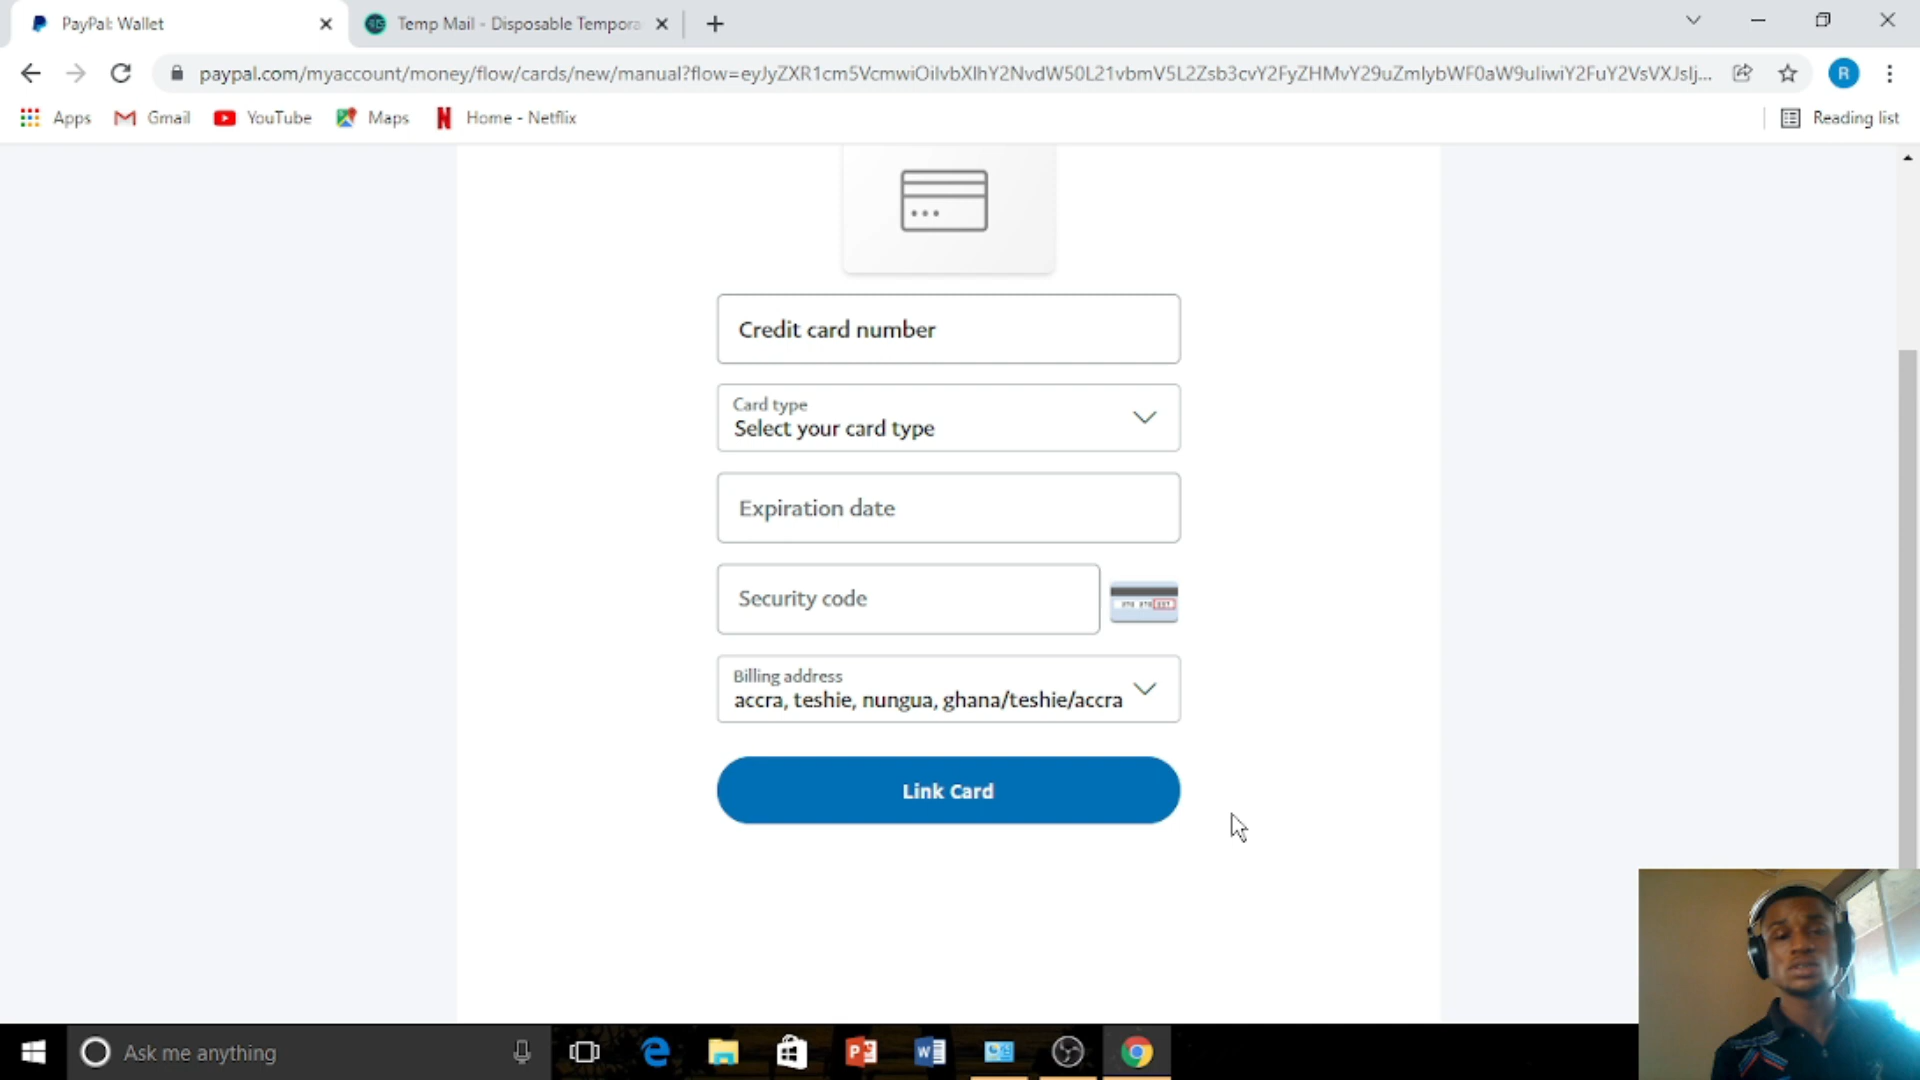 PayPal: Wallet
Temp Mail - Disposable Tempora
paypal.com/myaccount/money/flow/cards/new/manual?flow=eyJyZXR1cm5VcmwiOiIvbXlhY2NvdW50L21vbmV5L2Zsb3cvY2FyZHMvY29uZmlybWF0aW9uIiwiY2FuY2VsVXJsIj...
R
Apps
Gmail
YouTube
Maps
Home - Netflix
Reading list
Credit card number
Card type
Select your card type
Expiration date
Security code
Billing address
accra, teshie, nungua, ghana/teshie/accra
Link Card
Ask me anything